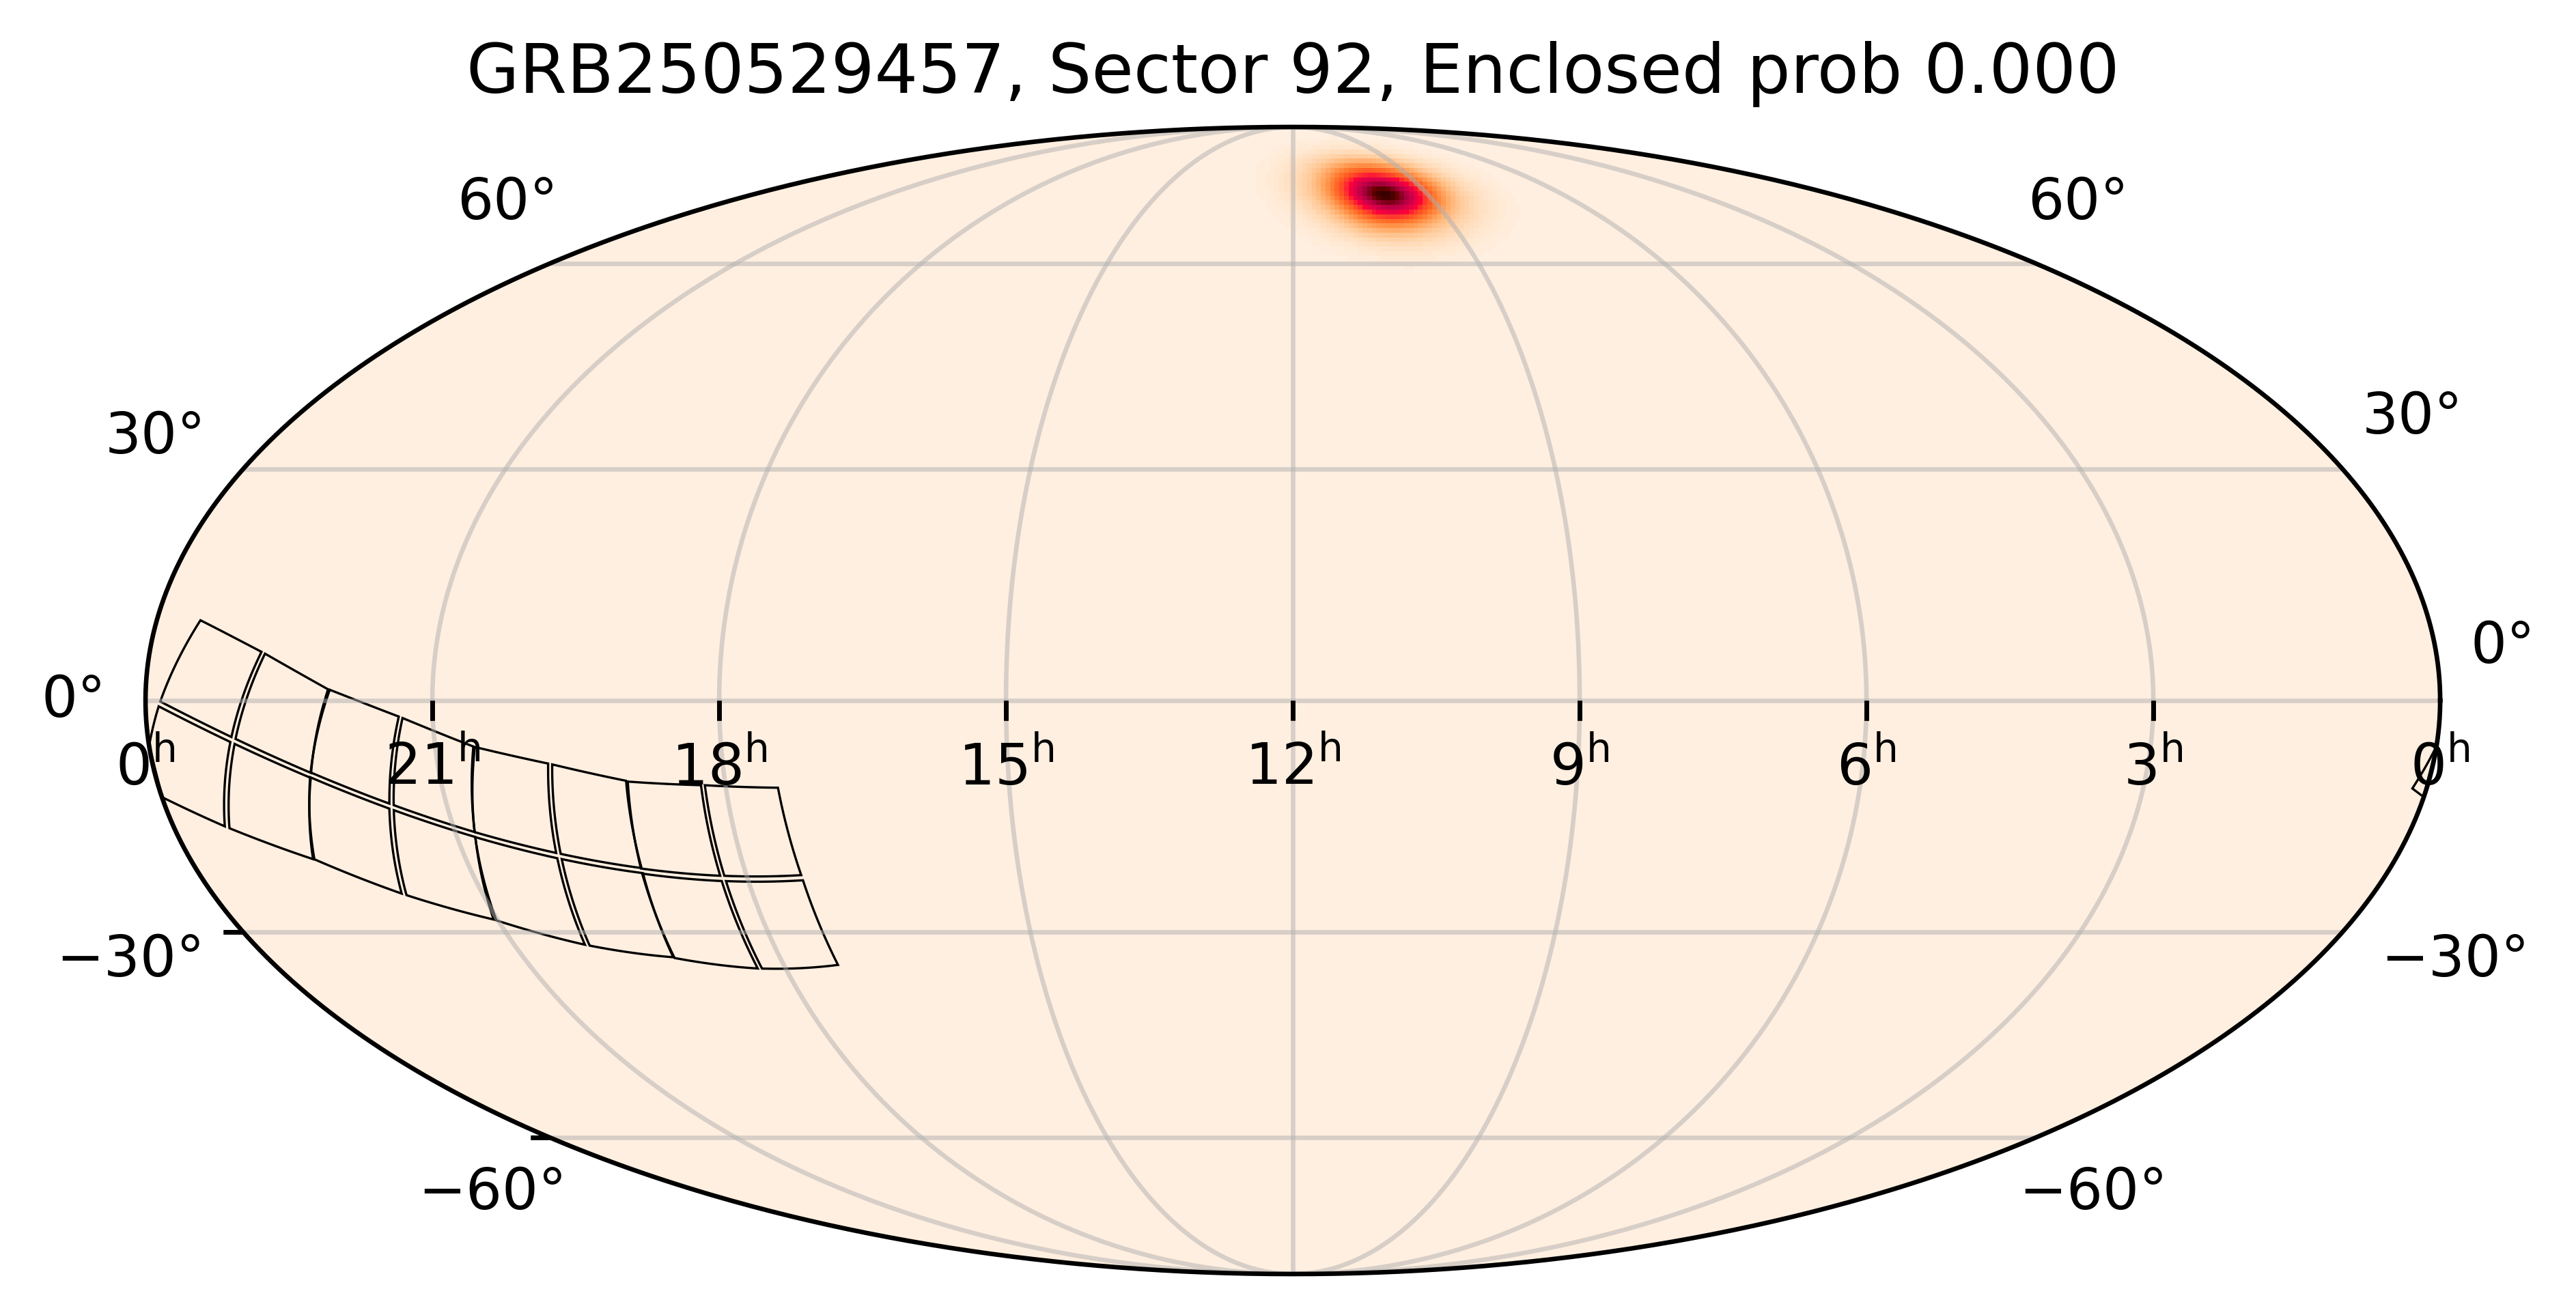 GRB250529457, Sector 92, Enclosed prob 0.000
60° 60°
30° 30°
0° 0°
0h 21h 18h 15h 12h 9h 6h 3h 0h
−30° −30°
−60° −60°